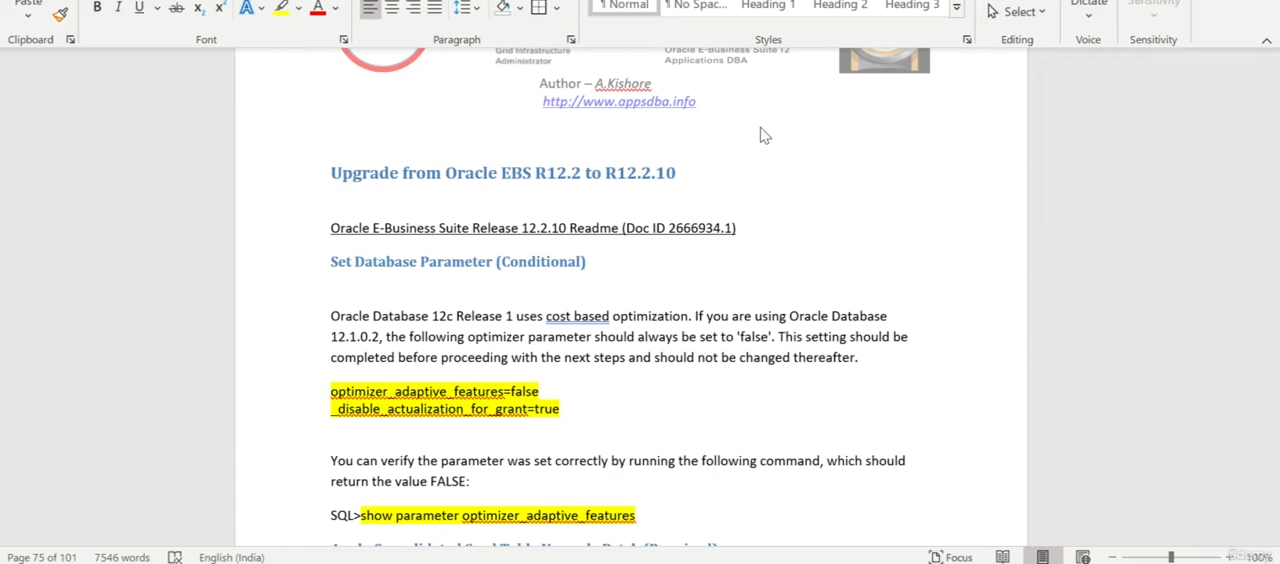 Paste
B I U ab x2 x2 A A
Normal No Spac... Heading 1 Heading 2 Heading 3
Select
Dictate
Sensitivity
Clipboard Font Paragraph Styles Editing Voice Sensitivity
Grid Infrastructure
Administrator
Oracle E-Business Suite 12
Applications DBA
Author – A.Kishore
http://www.appsdba.info
Upgrade from Oracle EBS R12.2 to R12.2.10
Oracle E-Business Suite Release 12.2.10 Readme (Doc ID 2666934.1)
Set Database Parameter (Conditional)
Oracle Database 12c Release 1 uses cost based optimization. If you are using Oracle Database
12.1.0.2, the following optimizer parameter should always be set to 'false'. This setting should be
completed before proceeding with the next steps and should not be changed thereafter.
optimizer_adaptive_features=false
_disable_actualization_for_grant=true
You can verify the parameter was set correctly by running the following command, which should
return the value FALSE:
SQL>show parameter optimizer_adaptive_features
Page 75 of 101 7546 words English (India) Focus 100%